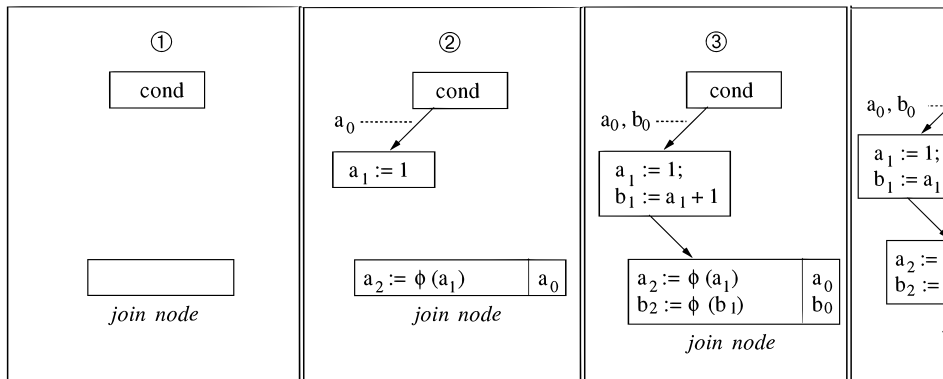 ①
cond
join node
②
cond
a0
a1 := 1
a2 := ϕ (a1) a0
join node
③
cond
a0, b0
a1 := 1;
b1 := a1 + 1
a2 := ϕ (a1) a0
b2 := ϕ (b1) b0
join node
a0, b0
a1 := 1;
b1 := a1
a2 :=
b2 :=